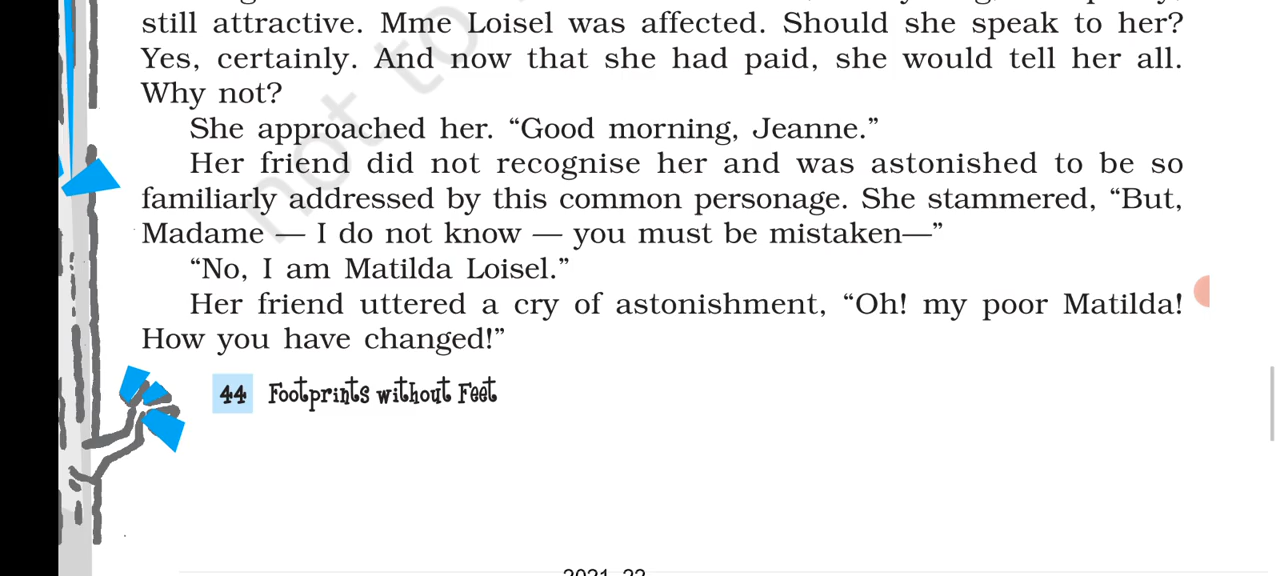 still attractive. Mme Loisel was affected. Should she speak to her?
Yes, certainly. And now that she had paid, she would tell her all.
Why not?
She approached her. “Good morning, Jeanne.”
Her friend did not recognise her and was astonished to be so
familiarly addressed by this common personage. She stammered, “But,
Madame — I do not know — you must be mistaken—”
“No, I am Matilda Loisel.”
Her friend uttered a cry of astonishment, “Oh! my poor Matilda!
How you have changed!”
44 Footprints without Feet
not to